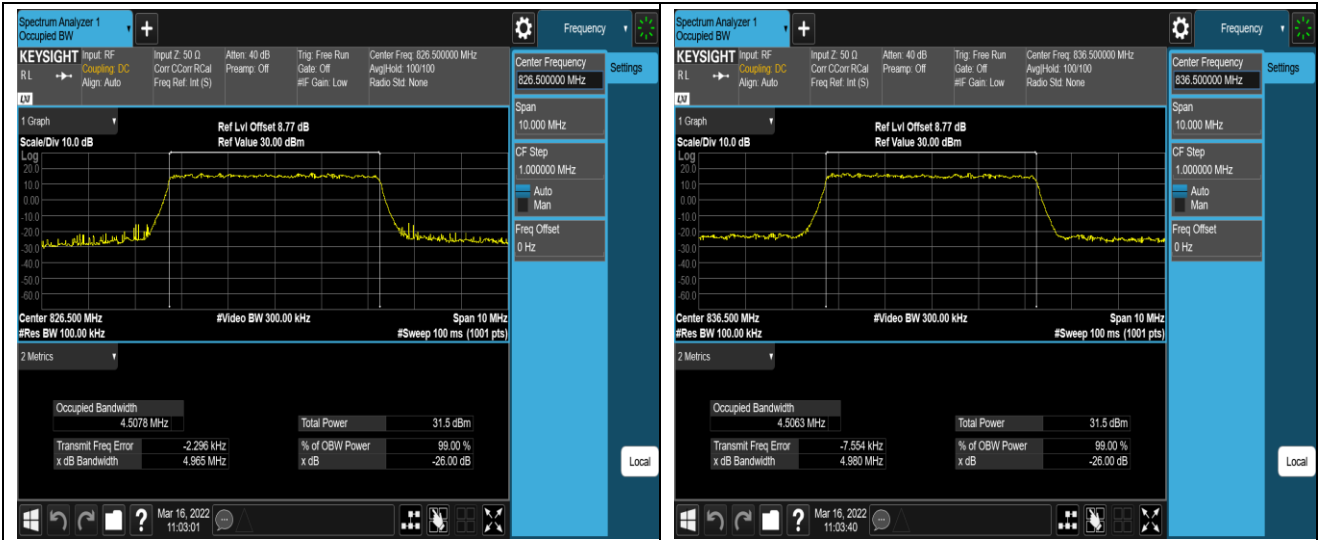 Spectrum Analyzer 1
Occupied BW
+
Frequency
KEYSIGHT
Input: RF
Coupling: DC
Align: Auto
Input Z: 50 Ω
Corr CCorr RCal
Freq Ref: Int (S)
Atten: 40 dB
Preamp: Off
Trig: Free Run
Gate: Off
#IF Gain: Low
Center Freq: 826.500000 MHz
Avg|Hold: 100/100
Radio Std: None
RL
LXI
Center Frequency
826.500000 MHz
Settings
Span
10.000 MHz
CF Step
1.000000 MHz
Auto
Man
Freq Offset
0 Hz
1 Graph
Ref Lvl Offset 8.77 dB
Scale/Div 10.0 dB
Ref Value 30.00 dBm
Log
20.0
10.0
0.00
-10.0
-20.0
-30.0
-40.0
-50.0
-60.0
Center 826.500 MHz
#Video BW 300.00 kHz
Span 10 MHz
#Res BW 100.00 kHz
#Sweep 100 ms (1001 pts)
2 Metrics
Occupied Bandwidth
4.5078 MHz
Total Power 31.5 dBm
Transmit Freq Error -2.296 kHz
% of OBW Power 99.00 %
x dB Bandwidth 4.965 MHz
x dB -26.00 dB
Local
?
Mar 16, 2022
11:03:01
Spectrum Analyzer 1
Occupied BW
+
Frequency
KEYSIGHT
Input: RF
Coupling: DC
Align: Auto
Input Z: 50 Ω
Corr CCorr RCal
Freq Ref: Int (S)
Atten: 40 dB
Preamp: Off
Trig: Free Run
Gate: Off
#IF Gain: Low
Center Freq: 836.500000 MHz
Avg|Hold: 100/100
Radio Std: None
RL
LXI
Center Frequency
836.500000 MHz
Settings
Span
10.000 MHz
CF Step
1.000000 MHz
Auto
Man
Freq Offset
0 Hz
1 Graph
Ref Lvl Offset 8.77 dB
Scale/Div 10.0 dB
Ref Value 30.00 dBm
Log
20.0
10.0
0.00
-10.0
-20.0
-30.0
-40.0
-50.0
-60.0
Center 836.500 MHz
#Video BW 300.00 kHz
Span 10 MHz
#Res BW 100.00 kHz
#Sweep 100 ms (1001 pts)
2 Metrics
Occupied Bandwidth
4.5063 MHz
Total Power 31.5 dBm
Transmit Freq Error -7.554 kHz
% of OBW Power 99.00 %
x dB Bandwidth 4.980 MHz
x dB -26.00 dB
Local
?
Mar 16, 2022
11:03:40